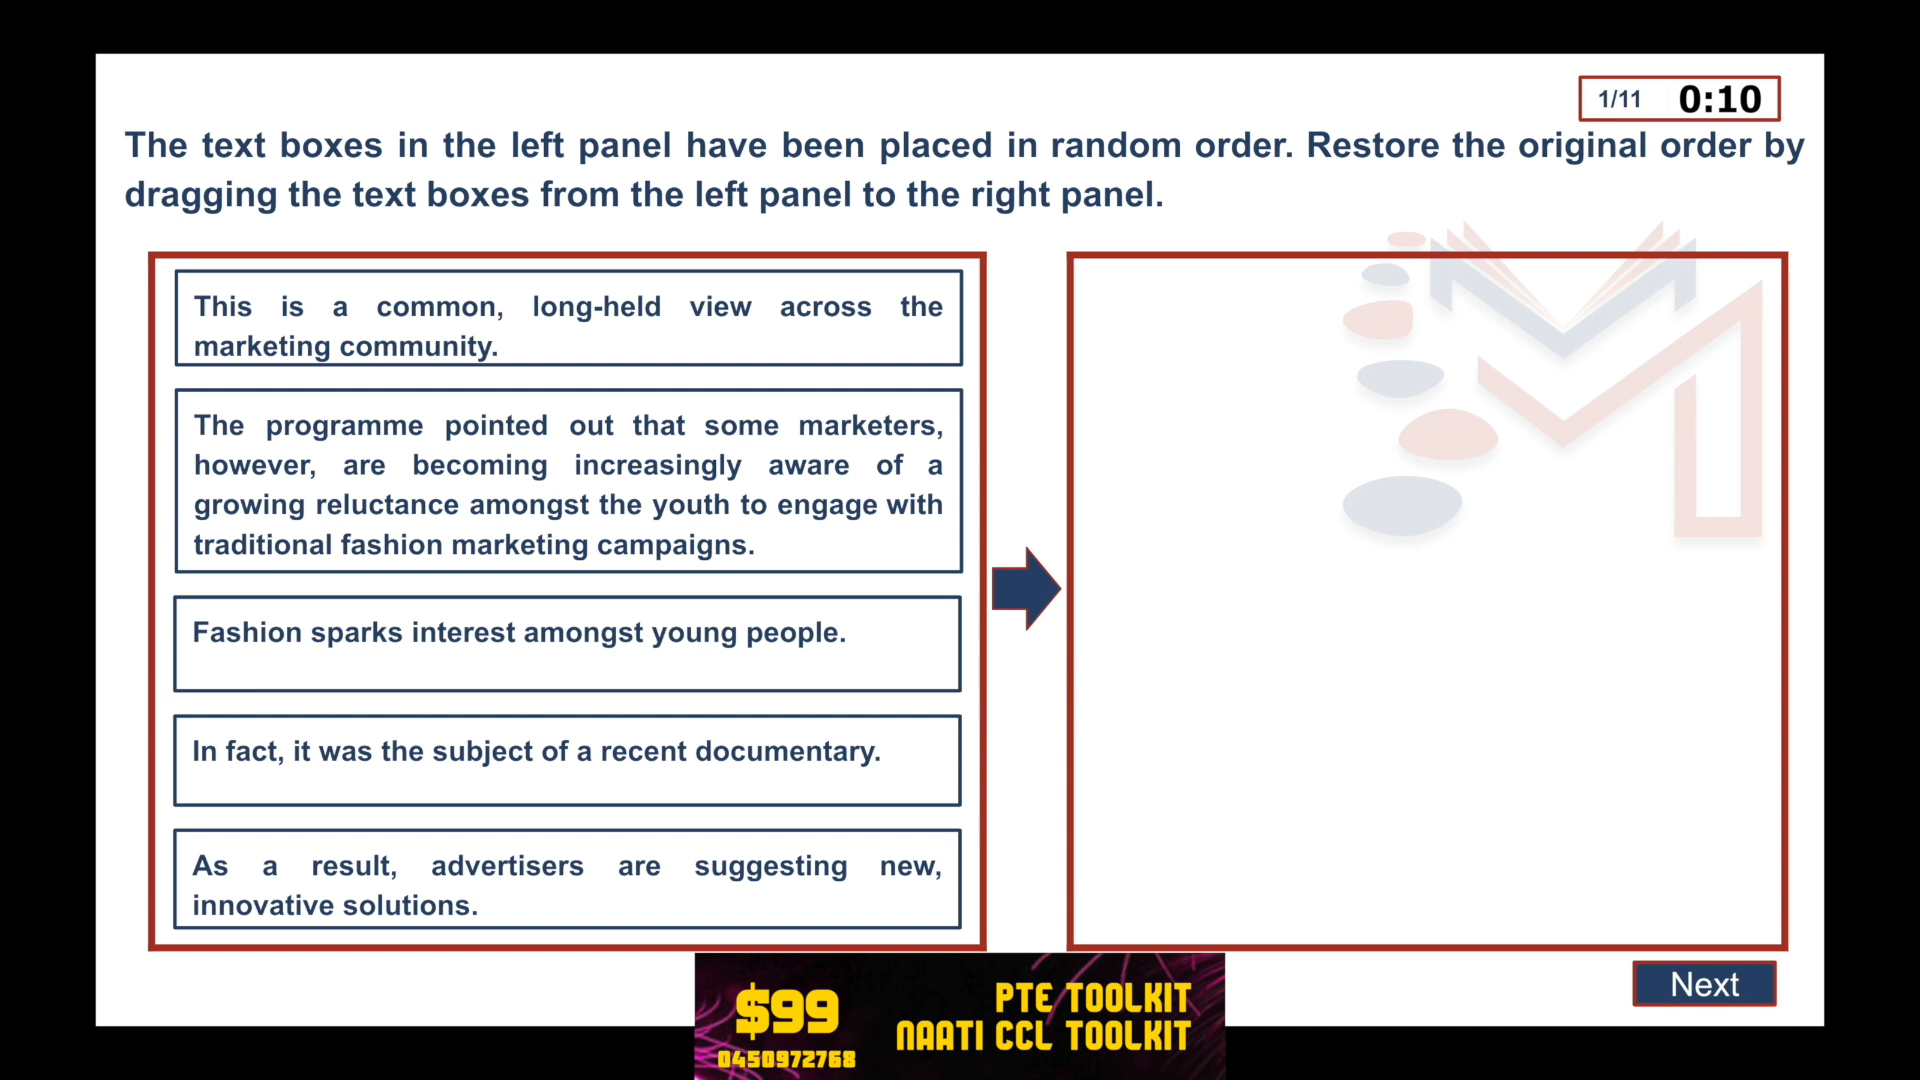 1/11 0:10
The text boxes in the left panel have been placed in random order. Restore the original order by
dragging the text boxes from the left panel to the right panel.
This is a common, long-held view across the
marketing community.
The programme pointed out that some marketers,
however, are becoming increasingly aware of a
growing reluctance amongst the youth to engage with
traditional fashion marketing campaigns.
Fashion sparks interest amongst young people.
In fact, it was the subject of a recent documentary.
As a result, advertisers are suggesting new,
innovative solutions.
Next
$99
0450972768
PTE TOOLKIT
NAATI CCL TOOLKIT